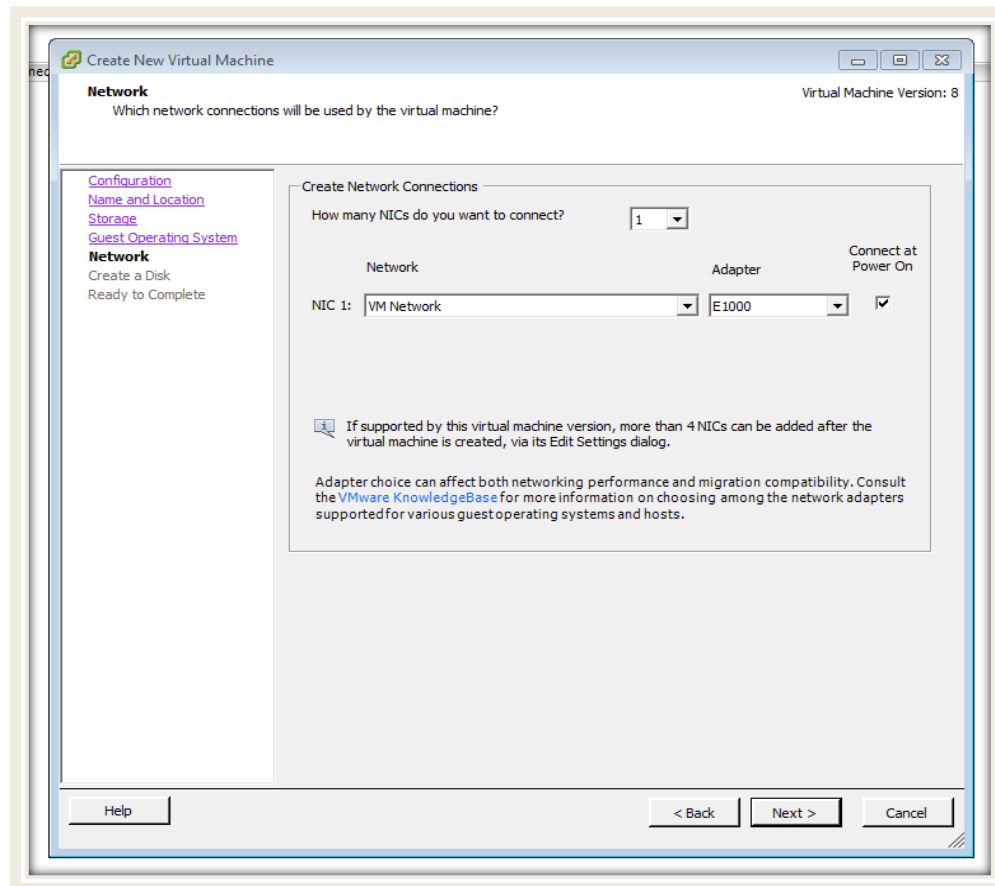 Create New Virtual Machine
nec
Network
Virtual Machine Version: 8
Which network connections will be used by the virtual machine?
Configuration
Name and Location
Storage
Guest Operating System
Network
Create a Disk
Ready to Complete
Create Network Connections
How many NICs do you want to connect? 1
Network
Adapter
Connect at
Power On
NIC 1: VM Network E1000
If supported by this virtual machine version, more than 4 NICs can be added after the
virtual machine is created, via its Edit Settings dialog.
Adapter choice can affect both networking performance and migration compatibility. Consult
the VMware KnowledgeBase for more information on choosing among the network adapters
supported for various guest operating systems and hosts.
Help
< Back
Next >
Cancel